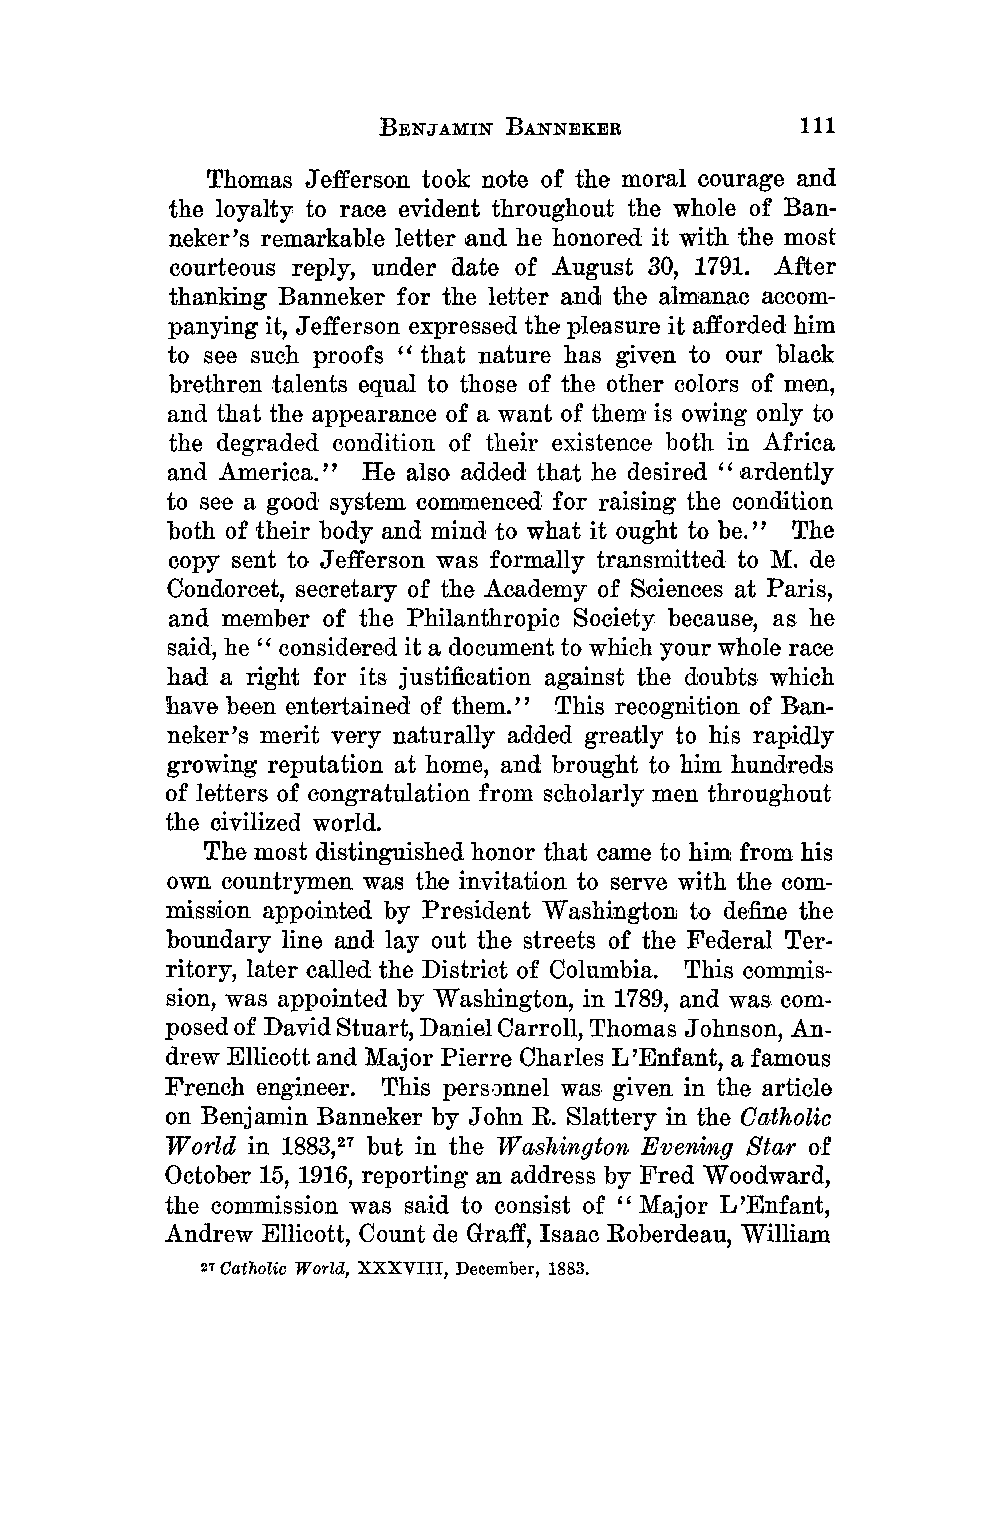 BENJAMIN BANNEKER 111
Thomas Jefferson took note of the moral courage and
the loyalty to race evident throughout the whole of Ban-
neker's remarkable letter and he honored it with the most
courteous reply, under date of August 30, 1791. After
thanking Banneker for the letter and the almanac accom-
panying it, Jefferson expressed the pleasure it afforded him
to see such proofs “ that nature has given to our black
brethren talents equal to those of the other colors of men,
and that the appearance of a want of them is owing only to
the degraded condition of their existence both in Africa
and America.” He also added that he desired “ ardently
to see a good system commenced for raising the condition
both of their body and mind to what it ought to be.” The
copy sent to Jefferson was formally transmitted to M. de
Condorcet, secretary of the Academy of Sciences at Paris,
and member of the Philanthropic Society because, as he
said, he “ considered it a document to which your whole race
had a right for its justification against the doubts which
have been entertained of them.” This recognition of Ban-
neker's merit very naturally added greatly to his rapidly
growing reputation at home, and brought to him hundreds
of letters of congratulation from scholarly men throughout
the civilized world.
The most distinguished honor that came to him from his
own countrymen was the invitation to serve with the com-
mission appointed by President Washington to define the
boundary line and lay out the streets of the Federal Ter-
ritory, later called the District of Columbia. This commis-
sion, was appointed by Washington, in 1789, and was com-
posed of David Stuart, Daniel Carroll, Thomas Johnson, An-
drew Ellicott and Major Pierre Charles L'Enfant, a famous
French engineer. This personnel was given in the article
on Benjamin Banneker by John R. Slattery in the Catholic
World in 1883,²⁷ but in the Washington Evening Star of
October 15, 1916, reporting an address by Fred Woodward,
the commission was said to consist of “ Major L'Enfant,
Andrew Ellicott, Count de Graff, Isaac Roberdeau, William
²⁷ Catholic World, XXXVIII, December, 1883.